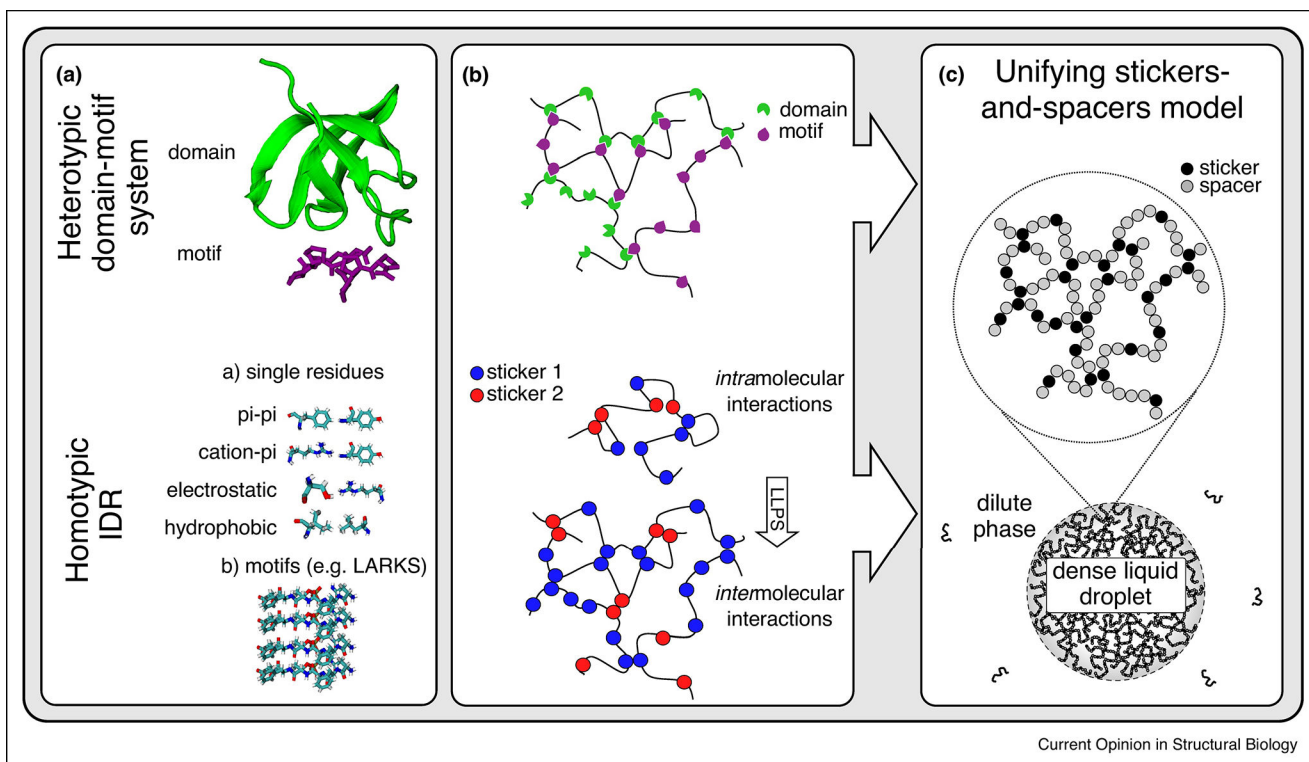 (a)
Heterotypic
domain-motif
system
domain
motif
Homotypic
IDR
a) single residues
pi-pi
cation-pi
electrostatic
hydrophobic
b) motifs (e.g. LARKS)
(b)
domain
motif
sticker 1
sticker 2
intramolecular
interactions
LLPS
intermolecular
interactions
(c)
Unifying stickers-
and-spacers model
sticker
spacer
dilute
phase
dense liquid
droplet
Current Opinion in Structural Biology